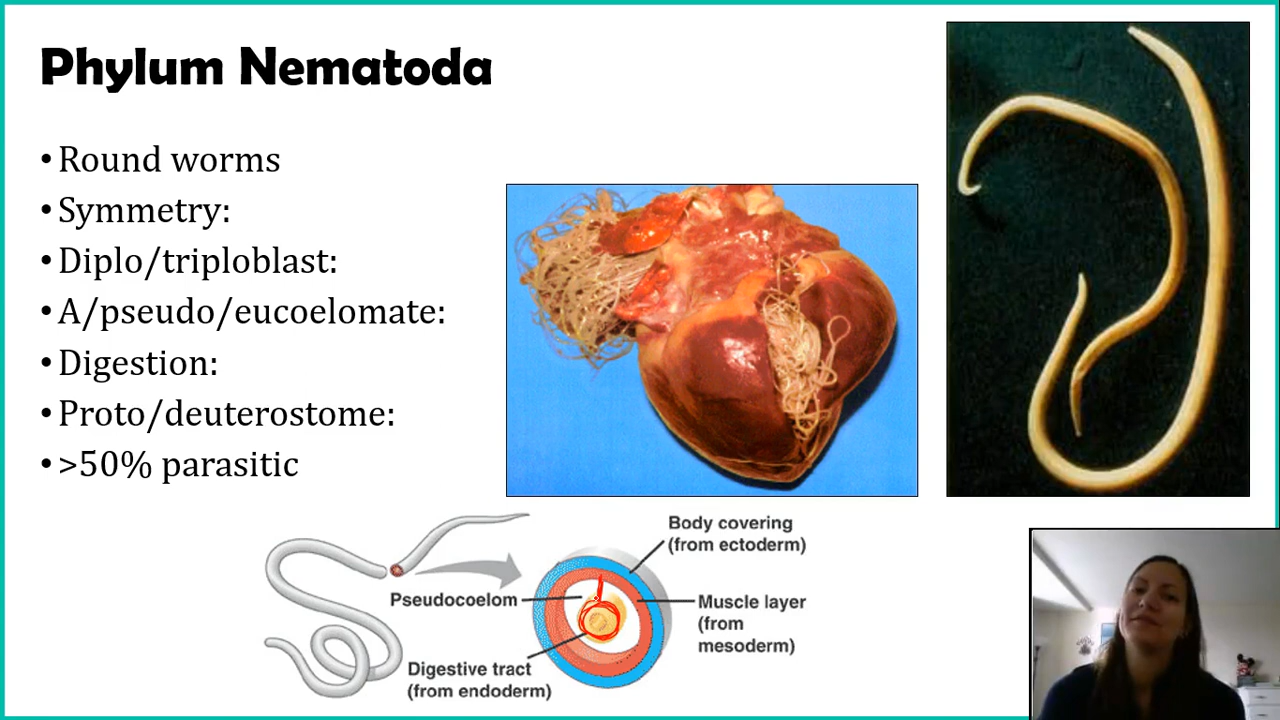 Phylum Nematoda
• Round worms
• Symmetry:
• Diplo/triploblast:
• A/pseudo/eucoelomate:
• Digestion:
• Proto/deuterostome:
• >50% parasitic
Body covering
(from ectoderm)
Pseudocoelom
Muscle layer
(from
mesoderm)
Digestive tract
(from endoderm)